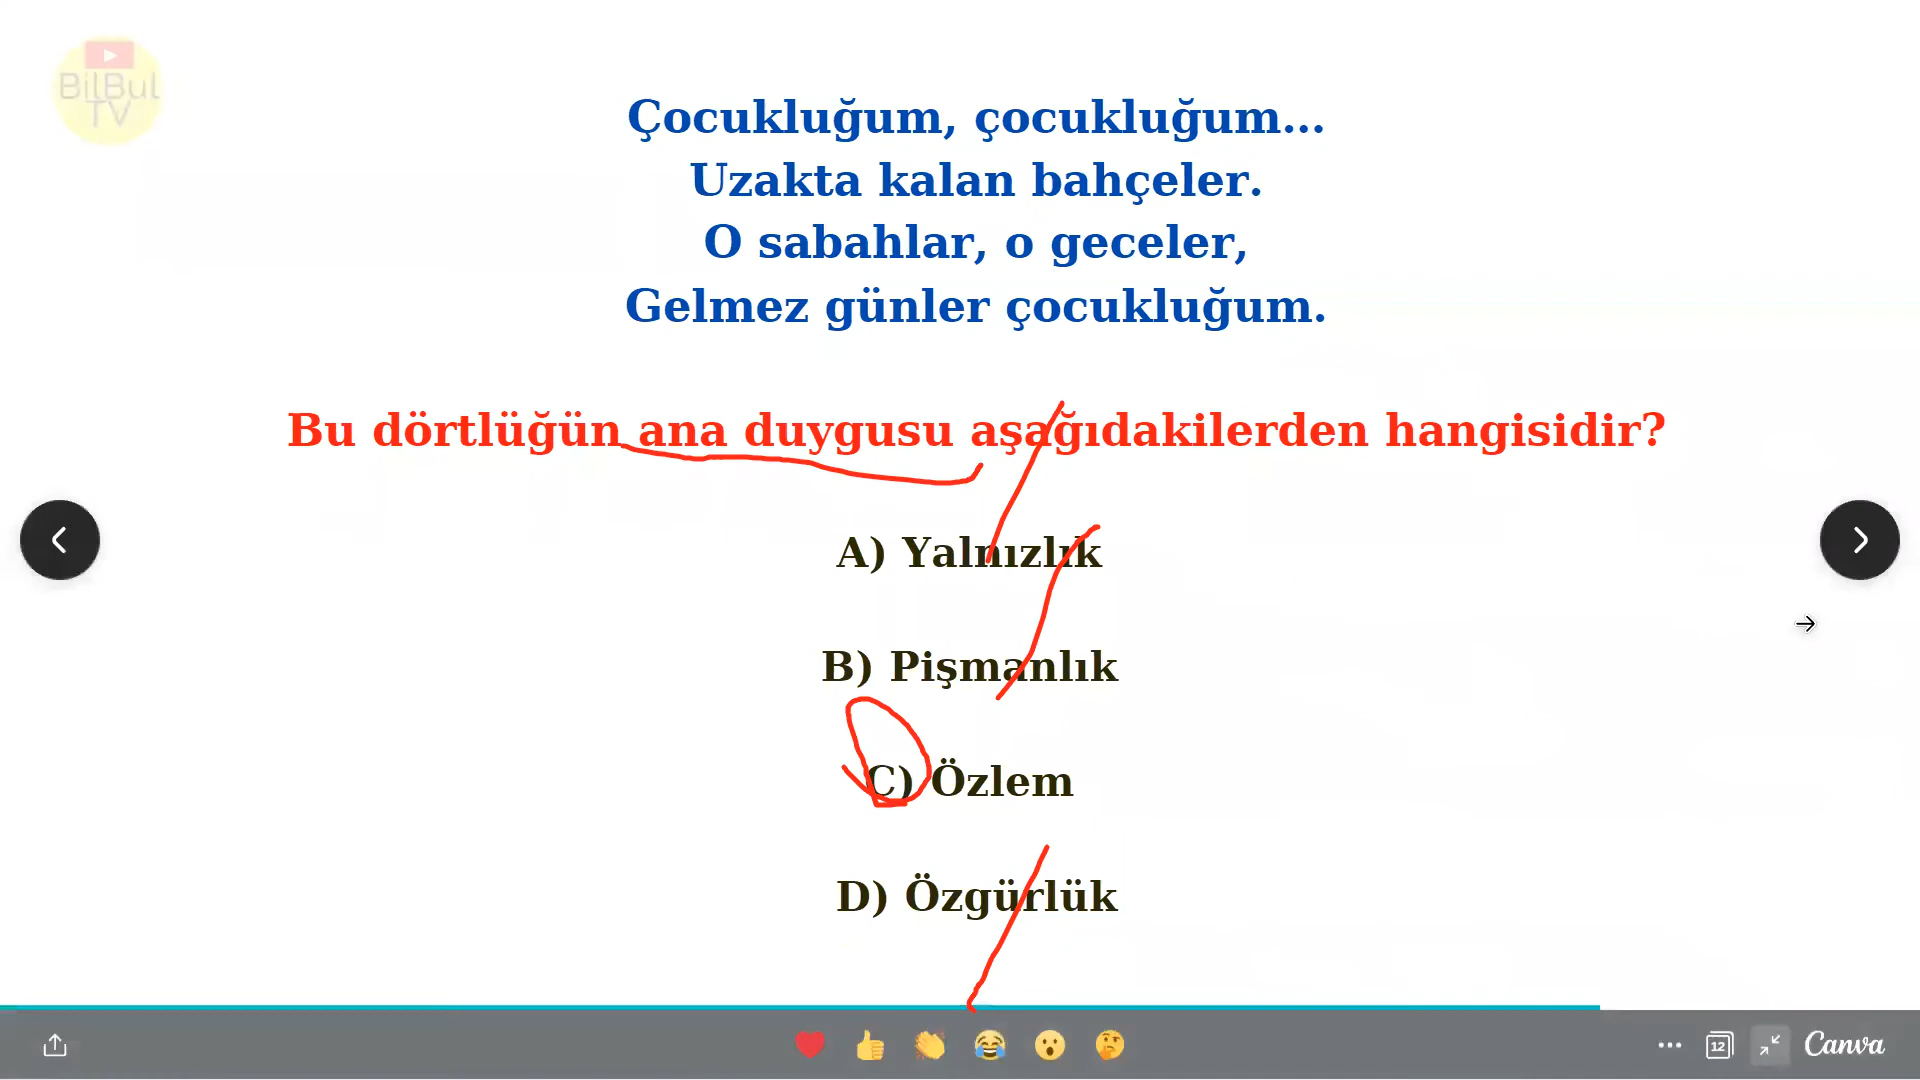 BilBul
TV
Çocukluğum, çocukluğum...
Uzakta kalan bahçeler.
O sabahlar, o geceler,
Gelmez günler çocukluğum.
Bu dörtlüğün ana duygusu aşağıdakilerden hangisidir?
A) Yalnızlık
B) Pişmanlık
C) Özlem
D) Özgürlük
12
Canva